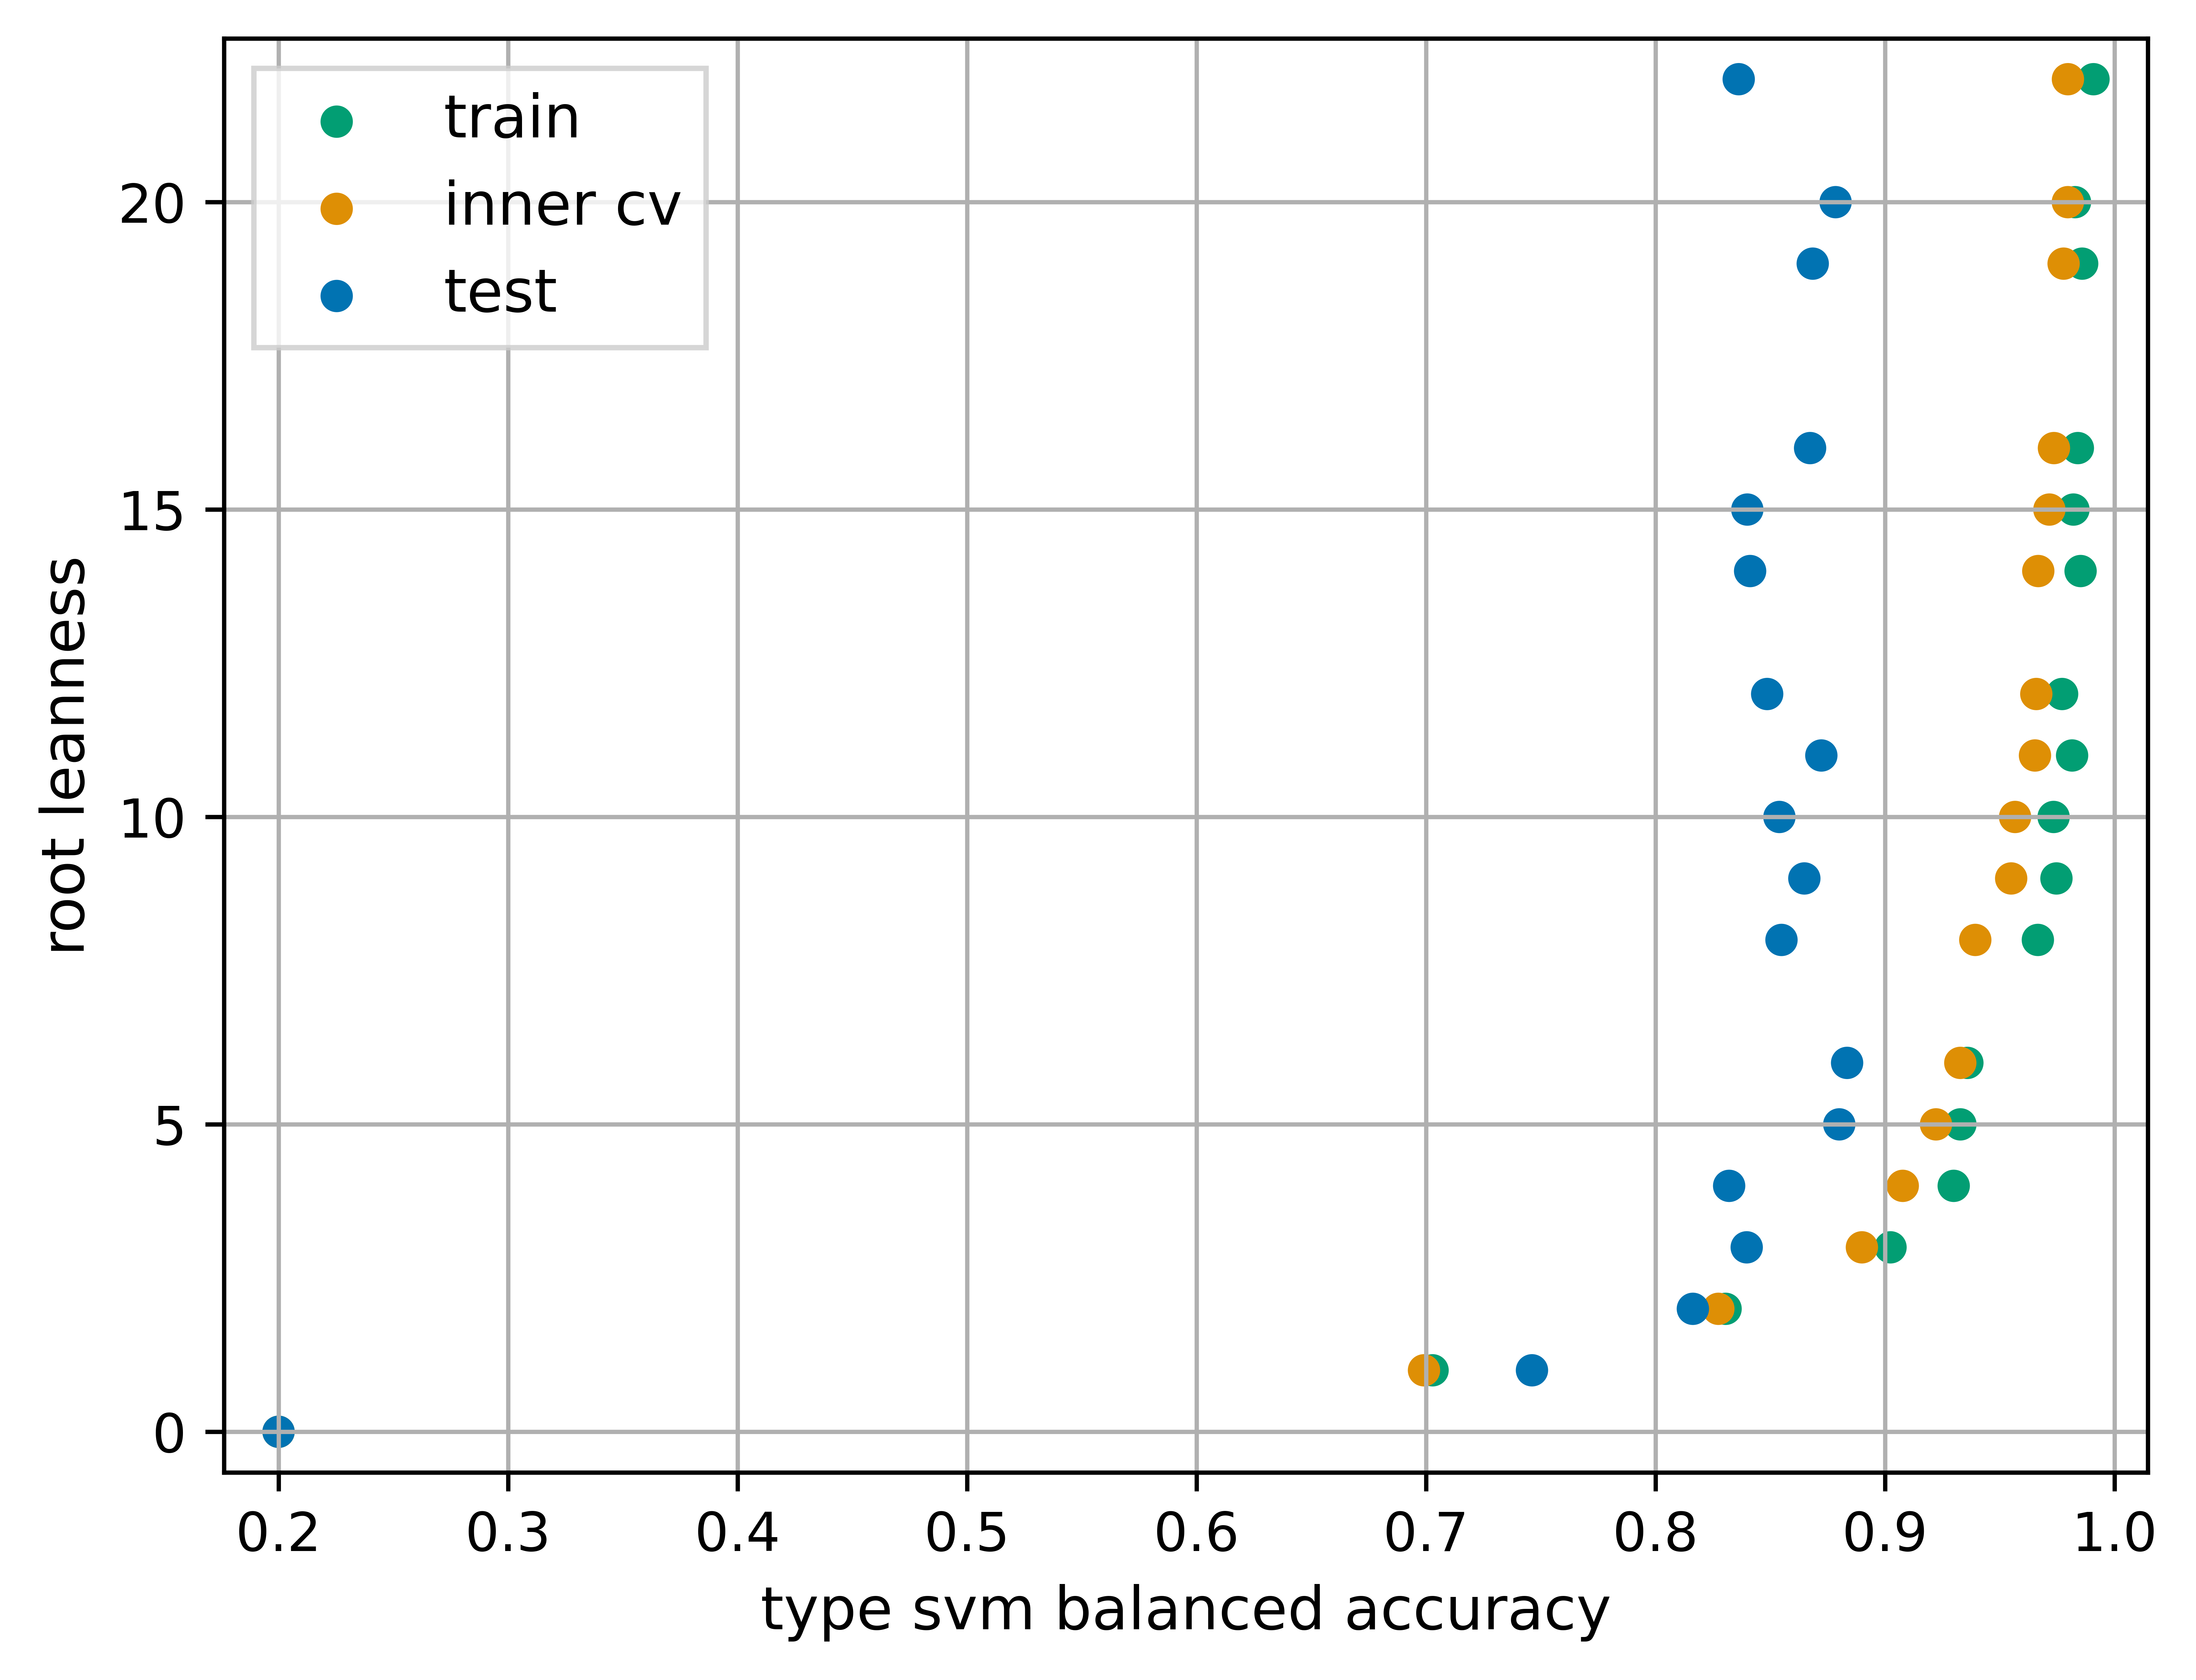 train
inner cv
test
20
15
10
5
0
root leanness
0.2 0.3 0.4 0.5 0.6 0.7 0.8 0.9 1.0
type svm balanced accuracy